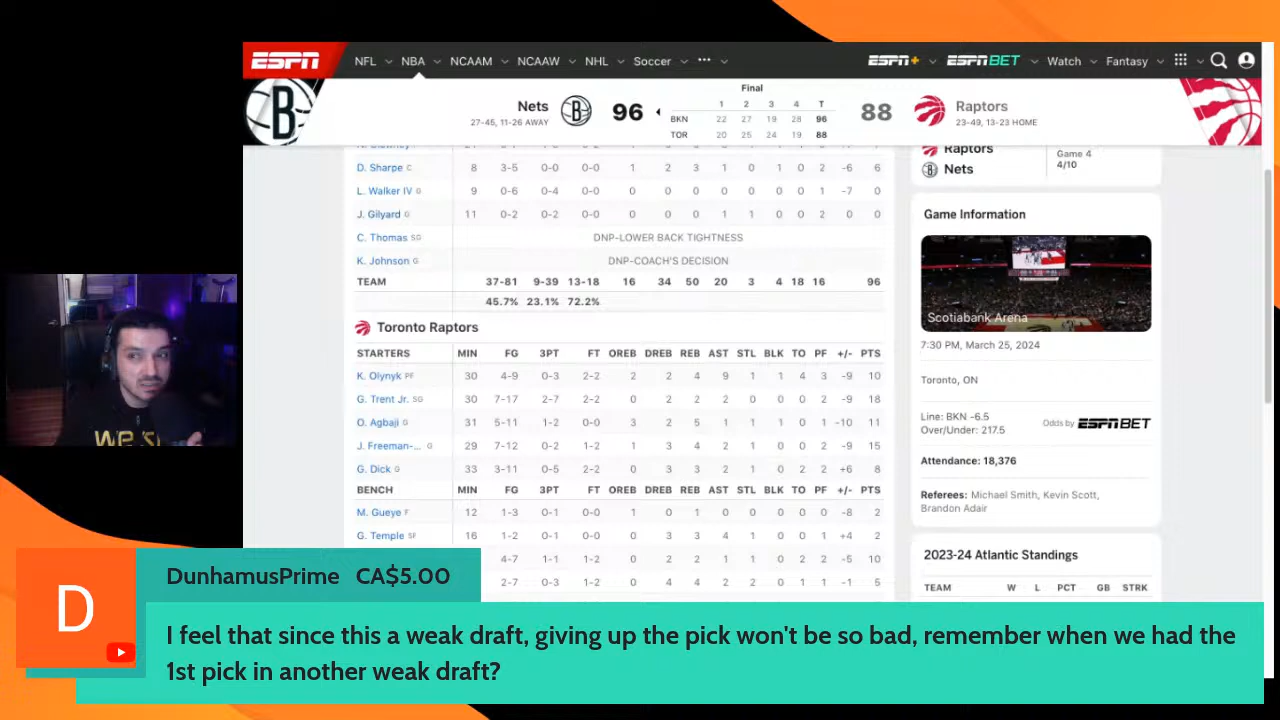 ESPN NFL NBA NCAAM NCAAW NHL Soccer ••• ESPN+ ESPN BET Watch Fantasy
Final
Nets 96 1 2 3 4 T 88 Raptors
27-45, 11-26 AWAY BKN 22 27 19 28 96 23-49, 13-23 HOME
TOR 20 25 24 19 88
D. Sharpe C 8 3-5 0-0 0-0 1 2 3 1 0 1 0 2 -6 6
L. Walker IV G 9 0-6 0-4 0-0 0 0 0 0 0 0 0 1 -7 0
J. Gilyard G 11 0-2 0-2 0-0 0 0 0 1 1 0 0 2 0 0
C. Thomas SG DNP-LOWER BACK TIGHTNESS
K. Johnson G DNP-COACH'S DECISION
TEAM 37-81 9-39 13-18 16 34 50 20 3 4 18 16 96
45.7% 23.1% 72.2%
Toronto Raptors
STARTERS MIN FG 3PT FT OREB DREB REB AST STL BLK TO PF +/- PTS
K. Olynyk PF 30 4-9 0-3 2-2 2 2 4 9 1 1 4 3 -9 10
G. Trent Jr. SG 30 7-17 2-7 2-2 0 2 2 2 0 0 0 2 -9 18
O. Agbaji G 31 5-11 1-2 0-0 3 2 5 1 1 1 0 1 -10 11
J. Freeman-... G 29 7-12 0-2 1-2 1 3 4 2 1 0 2 2 -9 15
G. Dick G 33 3-11 0-5 2-2 0 3 3 2 1 0 2 2 +6 8
BENCH MIN FG 3PT FT OREB DREB REB AST STL BLK TO PF +/- PTS
M. Gueye F 12 1-3 0-1 0-0 1 0 1 0 0 0 0 0 -8 2
G. Temple SF 16 1-2 0-1 0-0 0 3 3 4 1 0 0 1 +4 2
4-7 1-1 1-2 0 2 2 1 1 0 1 0 -5 10
2-7 0-3 1-2 0 4 4 2 2 0 1 1 -1 5
Raptors
Nets
Game 4
4/10
Game Information
Scotiabank Arena
7:30 PM, March 25, 2024
Toronto, ON
Line: BKN -6.5
Over/Under: 217.5
Odds by ESPN BET
Attendance: 18,376
Referees: Michael Smith, Kevin Scott,
Brandon Adair
2023-24 Atlantic Standings
TEAM W L PCT GB STRK
D
DunhamusPrime CA$5.00
I feel that since this a weak draft, giving up the pick won't be so bad, remember when we had the
1st pick in another weak draft?